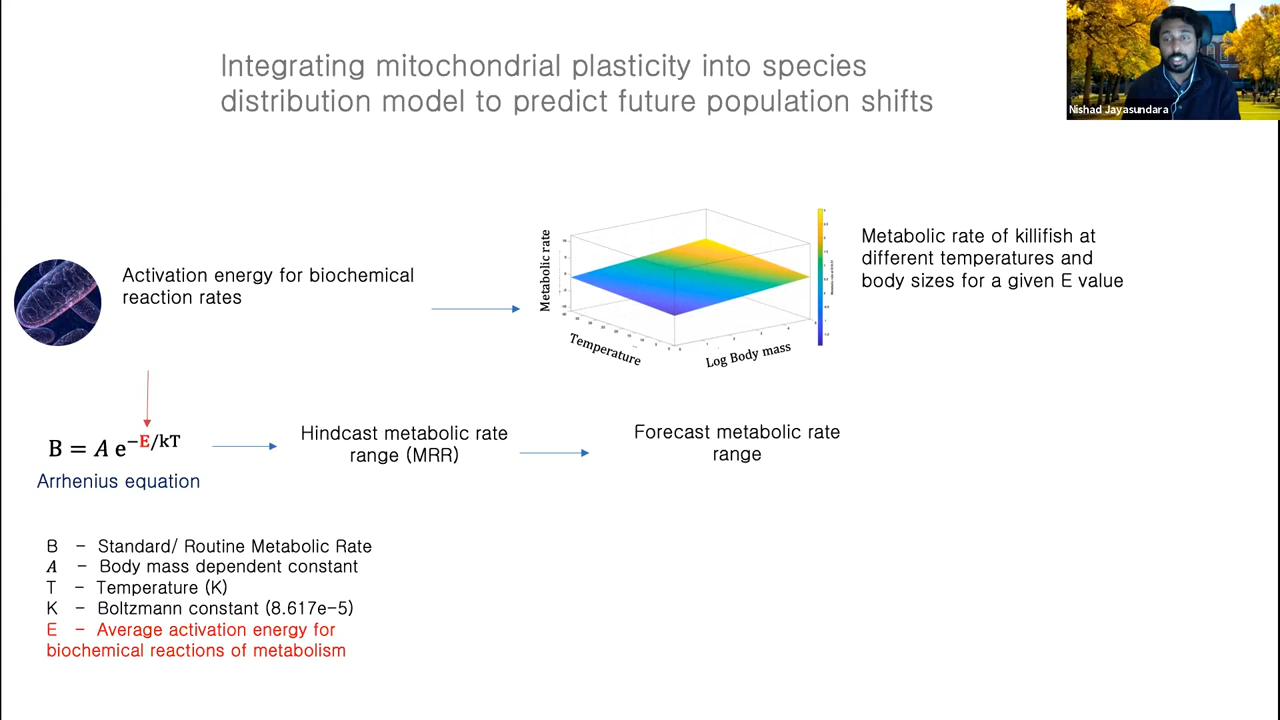 Integrating mitochondrial plasticity into species
distribution model to predict future population shifts
Nishad Jayasundara
Activation energy for biochemical
reaction rates
Metabolic rate
Temperature
Log Body mass
Metabolic rate of killifish at
different temperatures and
body sizes for a given E value
B = A e^{-E/kT}
Arrhenius equation
Hindcast metabolic rate
range (MRR)
Forecast metabolic rate
range
B – Standard/ Routine Metabolic Rate
A – Body mass dependent constant
T – Temperature (K)
K – Boltzmann constant (8.617e-5)
E – Average activation energy for
biochemical reactions of metabolism